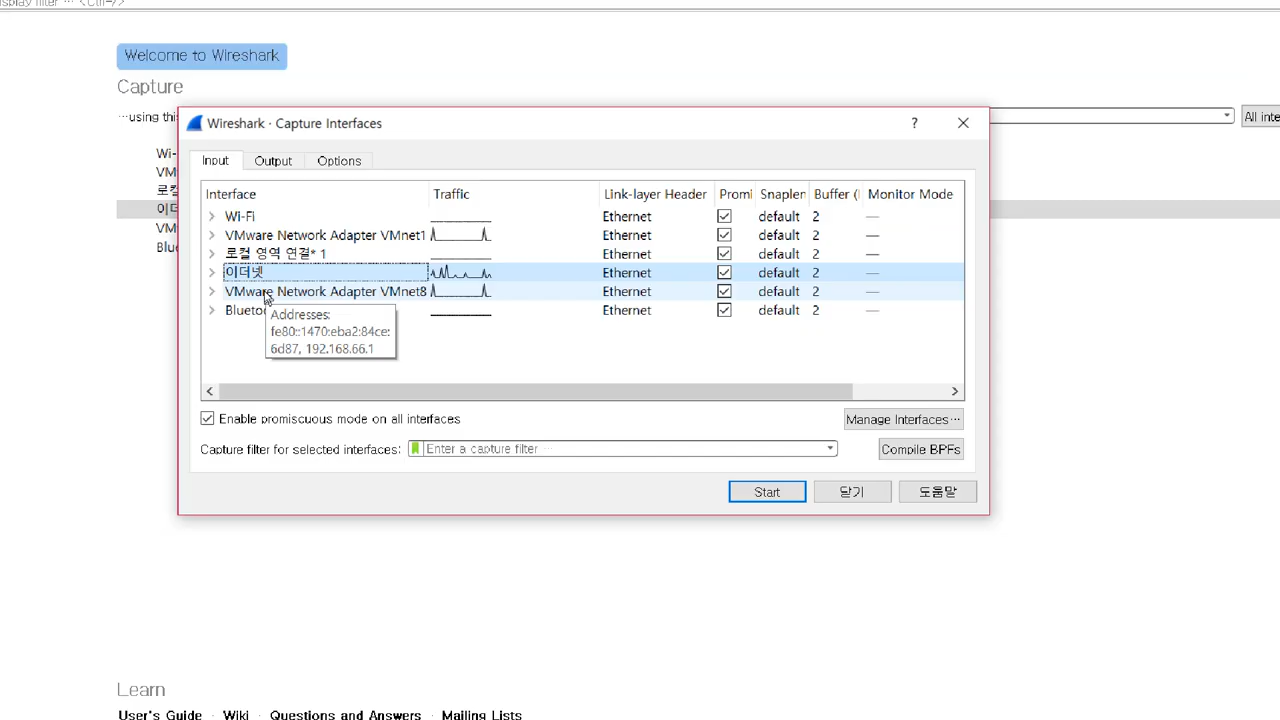 display filter ... <Ctrl-/>
Welcome to Wireshark
Capture
...using this
All inte
Wireshark · Capture Interfaces
?
Input Output Options
Interface Traffic Link-layer Header Promi Snaplen Buffer ( Monitor Mode
Wi-Fi Ethernet default 2 —
VMware Network Adapter VMnet1 Ethernet default 2 —
로컬 영역 연결* 1 Ethernet default 2 —
이더넷 Ethernet default 2 —
VMware Network Adapter VMnet8 Ethernet default 2 —
Blueto Ethernet default 2 —
Addresses:
fe80::1470:eba2:84ce:
6d87, 192.168.66.1
Wi-
VM
로컬
이더
VM
Blue
Enable promiscuous mode on all interfaces
Manage Interfaces...
Capture filter for selected interfaces: Enter a capture filter ...
Compile BPFs
Start 닫기 도움말
Learn
User's Guide · Wiki · Questions and Answers · Mailing Lists